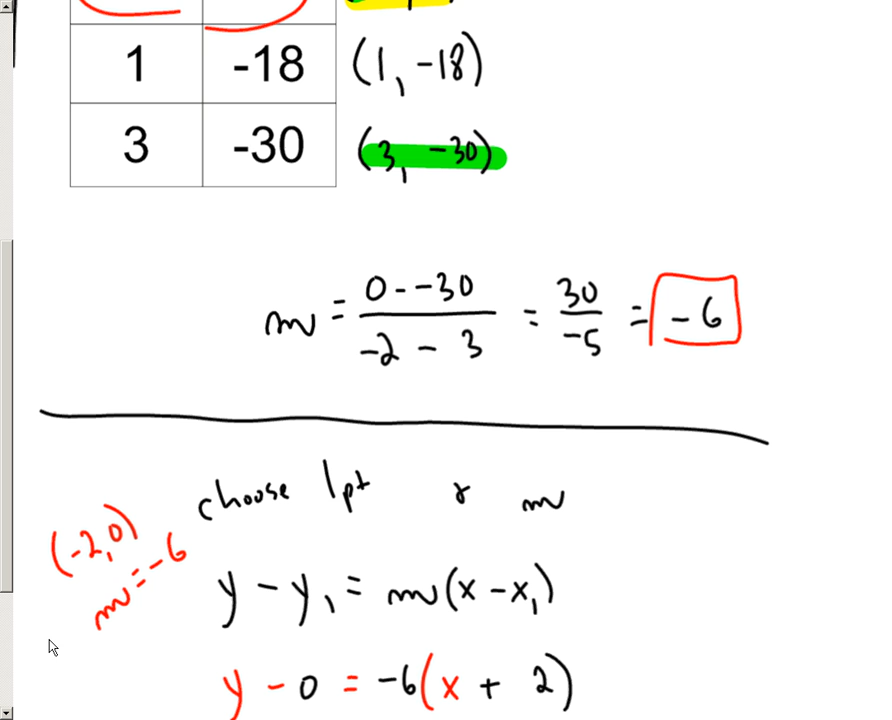 1 -18 (1, -18)
3 -30 (3, -30)
m = 0 - -30 / -2 - 3 = 30 / -5 = -6
choose 1 pt & m
(-2, 0)
m = -6
y - y₁ = m(x - x₁)
y - 0 = -6(x + 2)